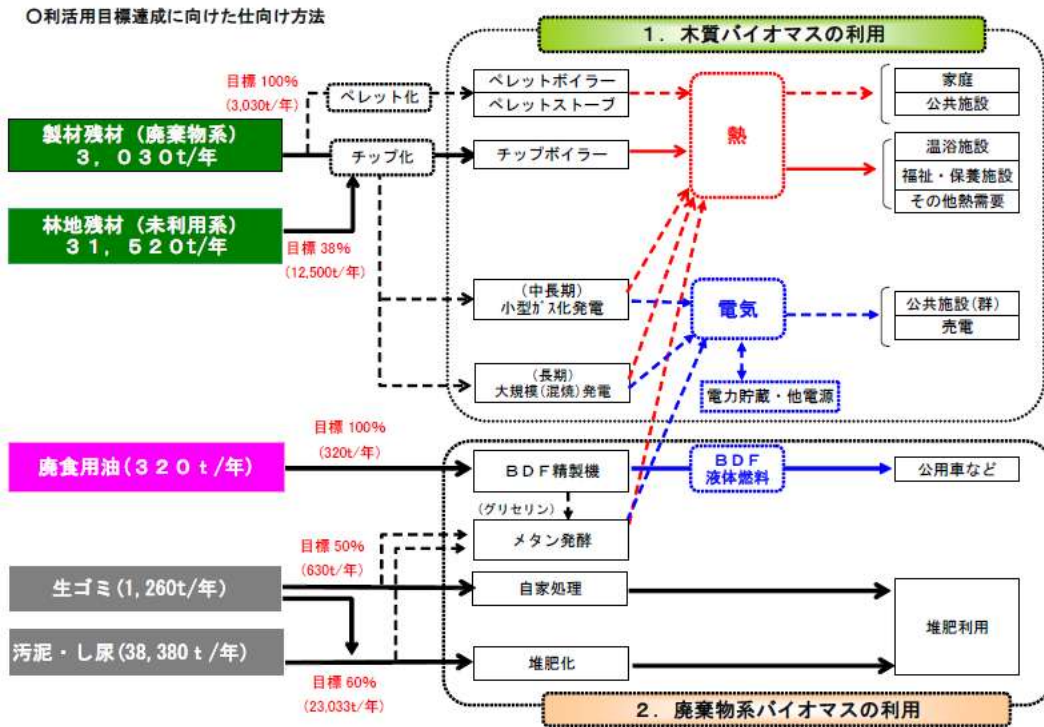 〇利活用目標達成に向けた仕向け方法
１．木質バイオマスの利用
目標 100%
(3,030t/年)
ペレット化
ペレットボイラー
ペレットストーブ
熱
家庭
公共施設
製材残材（廃棄物系）
３，０３０t/年
チップ化
チップボイラー
温浴施設
福祉・保養施設
その他熱需要
林地残材（未利用系）
３１，５２０t/年
目標 38%
(12,500t/年)
(中長期)
小型ｶﾞｽ化発電
電気
公共施設(群)
売電
(長期)
大規模(混焼)発電
電力貯蔵・他電源
廃食用油(３２０ｔ/年)
目標 100%
(320t/年)
ＢＤＦ精製機
ＢＤＦ
液体燃料
公用車など
(グリセリン)
メタン発酵
目標 50%
(630t/年)
生ゴミ(1,260t/年)
自家処理
堆肥利用
汚泥・し尿(38,380ｔ/年)
堆肥化
目標 60%
(23,033t/年)
２．廃棄物系バイオマスの利用